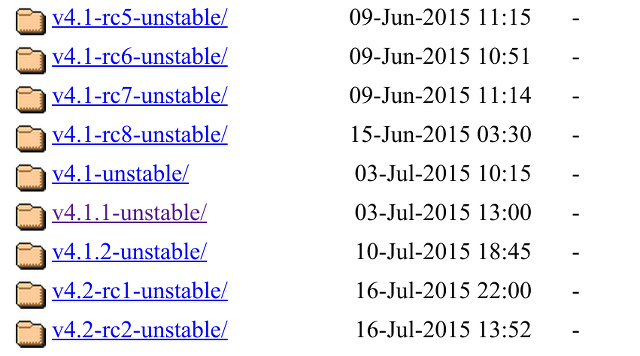 v4.1-rc5-unstable/ 09-Jun-2015 11:15 -
v4.1-rc6-unstable/ 09-Jun-2015 10:51 -
v4.1-rc7-unstable/ 09-Jun-2015 11:14 -
v4.1-rc8-unstable/ 15-Jun-2015 03:30 -
v4.1-unstable/ 03-Jul-2015 10:15 -
v4.1.1-unstable/ 03-Jul-2015 13:00 -
v4.1.2-unstable/ 10-Jul-2015 18:45 -
v4.2-rc1-unstable/ 16-Jul-2015 22:00 -
v4.2-rc2-unstable/ 16-Jul-2015 13:52 -